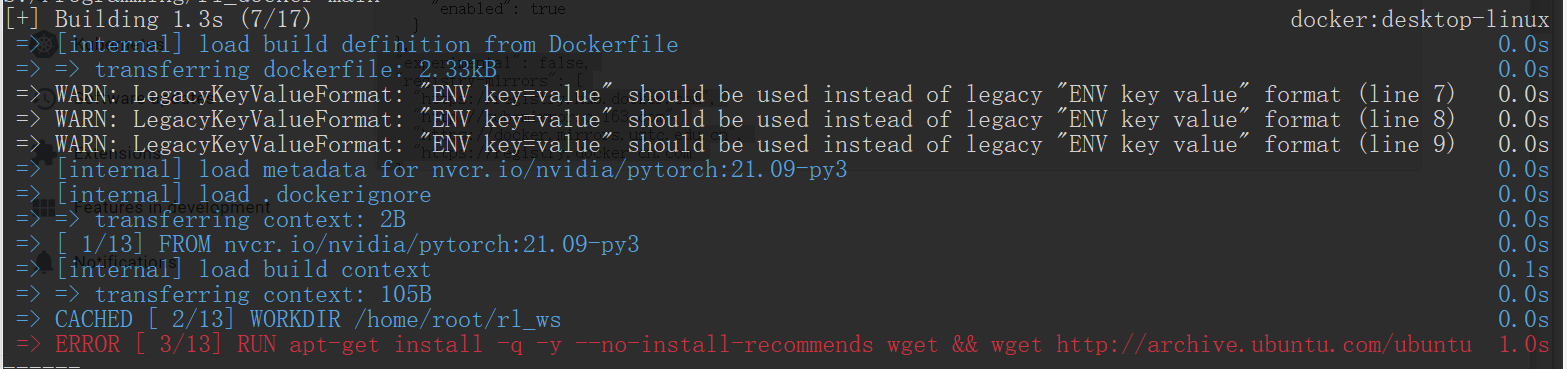 "enabled": true
}
[+] Building 1.3s (7/17) docker:desktop-linux
=> [internal] load build definition from Dockerfile 0.0s
=> => transferring dockerfile: 2.33kB 0.0s
=> WARN: LegacyKeyValueFormat: "ENV key=value" should be used instead of legacy "ENV key value" format (line 7) 0.0s
=> WARN: LegacyKeyValueFormat: "ENV key=value" should be used instead of legacy "ENV key value" format (line 8) 0.0s
=> WARN: LegacyKeyValueFormat: "ENV key=value" should be used instead of legacy "ENV key value" format (line 9) 0.0s
Extensions
=> [internal] load metadata for nvcr.io/nvidia/pytorch:21.09-py3 0.0s
=> [internal] load .dockerignore 0.0s
Features in development
=> => transferring context: 2B 0.0s
=> [ 1/13] FROM nvcr.io/nvidia/pytorch:21.09-py3 0.0s
Notifications
=> [internal] load build context 0.1s
=> => transferring context: 105B 0.0s
=> CACHED [ 2/13] WORKDIR /home/root/rl_ws 0.0s
=> ERROR [ 3/13] RUN apt-get install -q -y --no-install-recommends wget && wget http://archive.ubuntu.com/ubuntu 1.0s
------